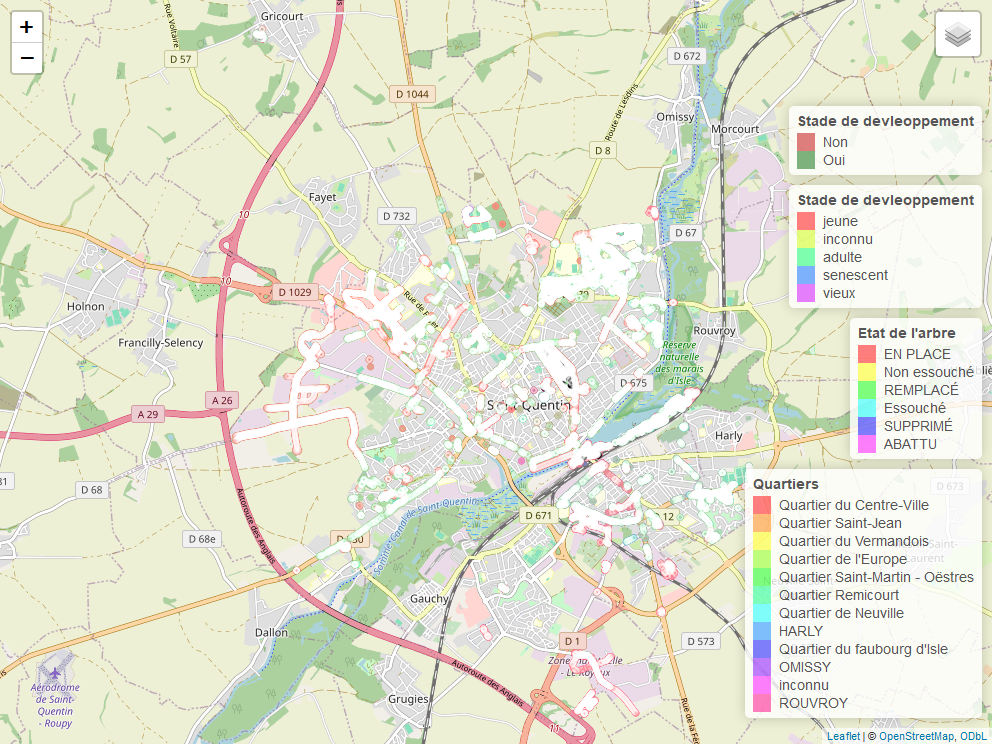 +
−
Gricourt
Rue Voltaire
D 57
D 672
D 1044
Route de Lesdins
Omissy
Morcourt
D 8
Stade de devleoppement
Non
Oui
Stade de devleoppement
jeune
inconnu
adulte
senescent
vieux
Fayet
D 732
D 67
10
10
D 1029
Holnon
Francilly-Selency
Rouvroy
Réserve
naturelle
des marais
d'Isle
D 675
Etat de l'arbre
EN PLACE
Non essouché
REMPLACÉ
Essouché
SUPPRIMÉ
ABATTU
A 26
A 29
Harly
D 68
Autoroute des Anglais
Canal de Saint-Quentin
D 671
12
D 673
D 68e
Quartiers
Quartier du Centre-Ville
Quartier Saint-Jean
Quartier du Vermandois
Quartier de l'Europe
Quartier Saint-Martin - Oëstres
Quartier Remicourt
Quartier de Neuville
HARLY
Quartier du faubourg d'Isle
OMISSY
inconnu
ROUVROY
Gauchy
Dallon
D 1
D 573
Autoroute des Anglais
Grugies
Aérodrome
de Saint-
Quentin
- Roupy
11
Leaflet | © OpenStreetMap, ODbL